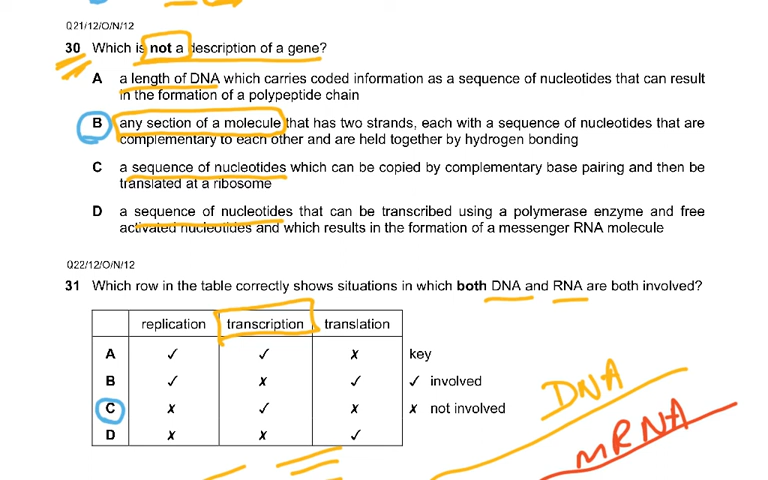 Q21/12/O/N/12
30 Which is not a description of a gene?
A a length of DNA which carries coded information as a sequence of nucleotides that can result
in the formation of a polypeptide chain
B any section of a molecule that has two strands, each with a sequence of nucleotides that are
complementary to each other and are held together by hydrogen bonding
C a sequence of nucleotides which can be copied by complementary base pairing and then be
translated at a ribosome
D a sequence of nucleotides that can be transcribed using a polymerase enzyme and free
activated nucleotides and which results in the formation of a messenger RNA molecule
Q22/12/O/N/12
31 Which row in the table correctly shows situations in which both DNA and RNA are both involved?
replication transcription translation
A ✓ ✓ ✗ key
B ✓ ✗ ✓ ✓ involved
C ✗ ✓ ✗ ✗ not involved
D ✗ ✗ ✓
DNA
mRNA